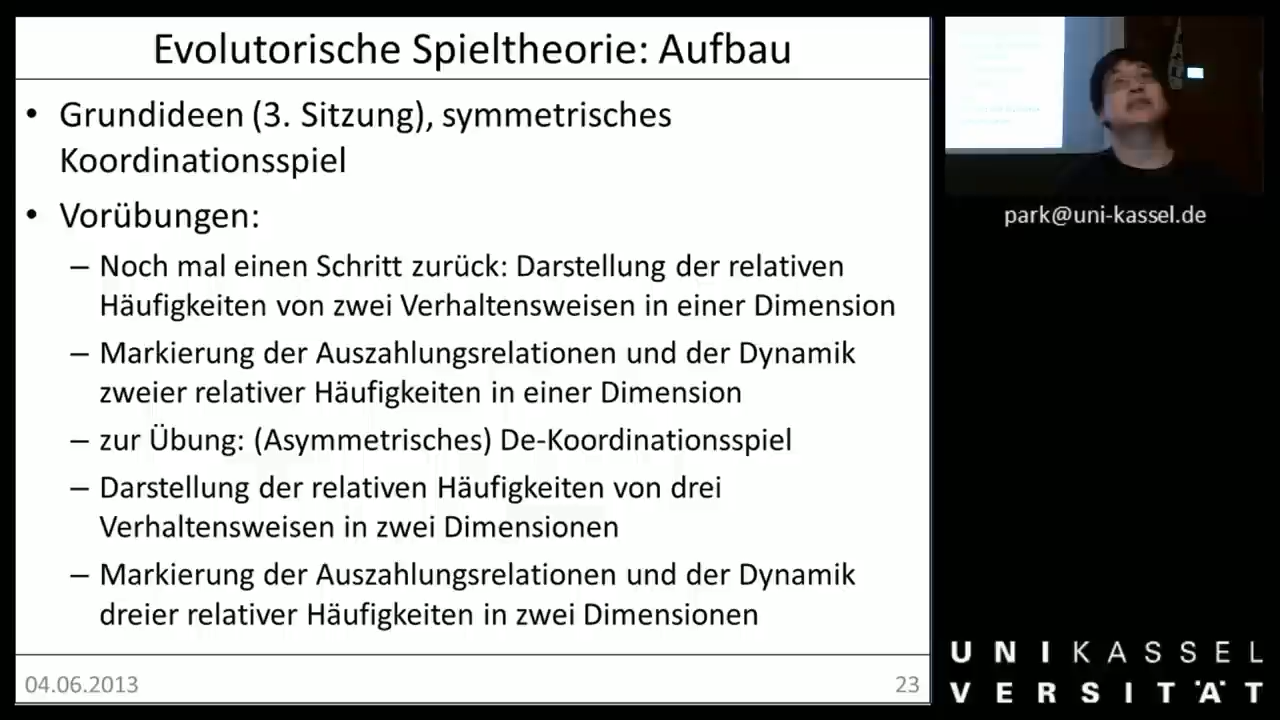 Evolutorische Spieltheorie: Aufbau
• Grundideen (3. Sitzung), symmetrisches
Koordinationsspiel
• Vorübungen:
– Noch mal einen Schritt zurück: Darstellung der relativen
Häufigkeiten von zwei Verhaltensweisen in einer Dimension
– Markierung der Auszahlungsrelationen und der Dynamik
zweier relativer Häufigkeiten in einer Dimension
– zur Übung: (Asymmetrisches) De-Koordinationsspiel
– Darstellung der relativen Häufigkeiten von drei
Verhaltensweisen in zwei Dimensionen
– Markierung der Auszahlungsrelationen und der Dynamik
dreier relativer Häufigkeiten in zwei Dimensionen
04.06.2013
23
park@uni-kassel.de
UNIKASSEL
VERSITÄT